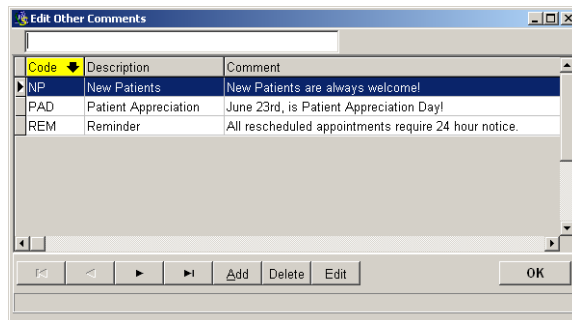 Edit Other Comments
Code Description Comment
NP New Patients New Patients are always welcome!
PAD Patient Appreciation June 23rd, is Patient Appreciation Day!
REM Reminder All rescheduled appointments require 24 hour notice.
Add Delete Edit OK